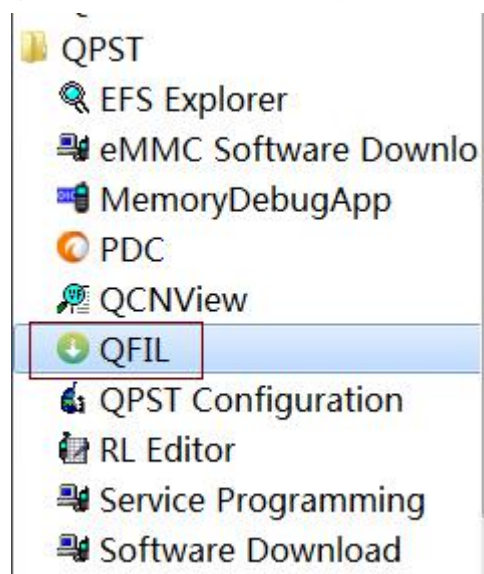 QPST
EFS Explorer
eMMC Software Downlo
MemoryDebugApp
PDC
QCNView
QFIL
QPST Configuration
RL Editor
Service Programming
Software Download